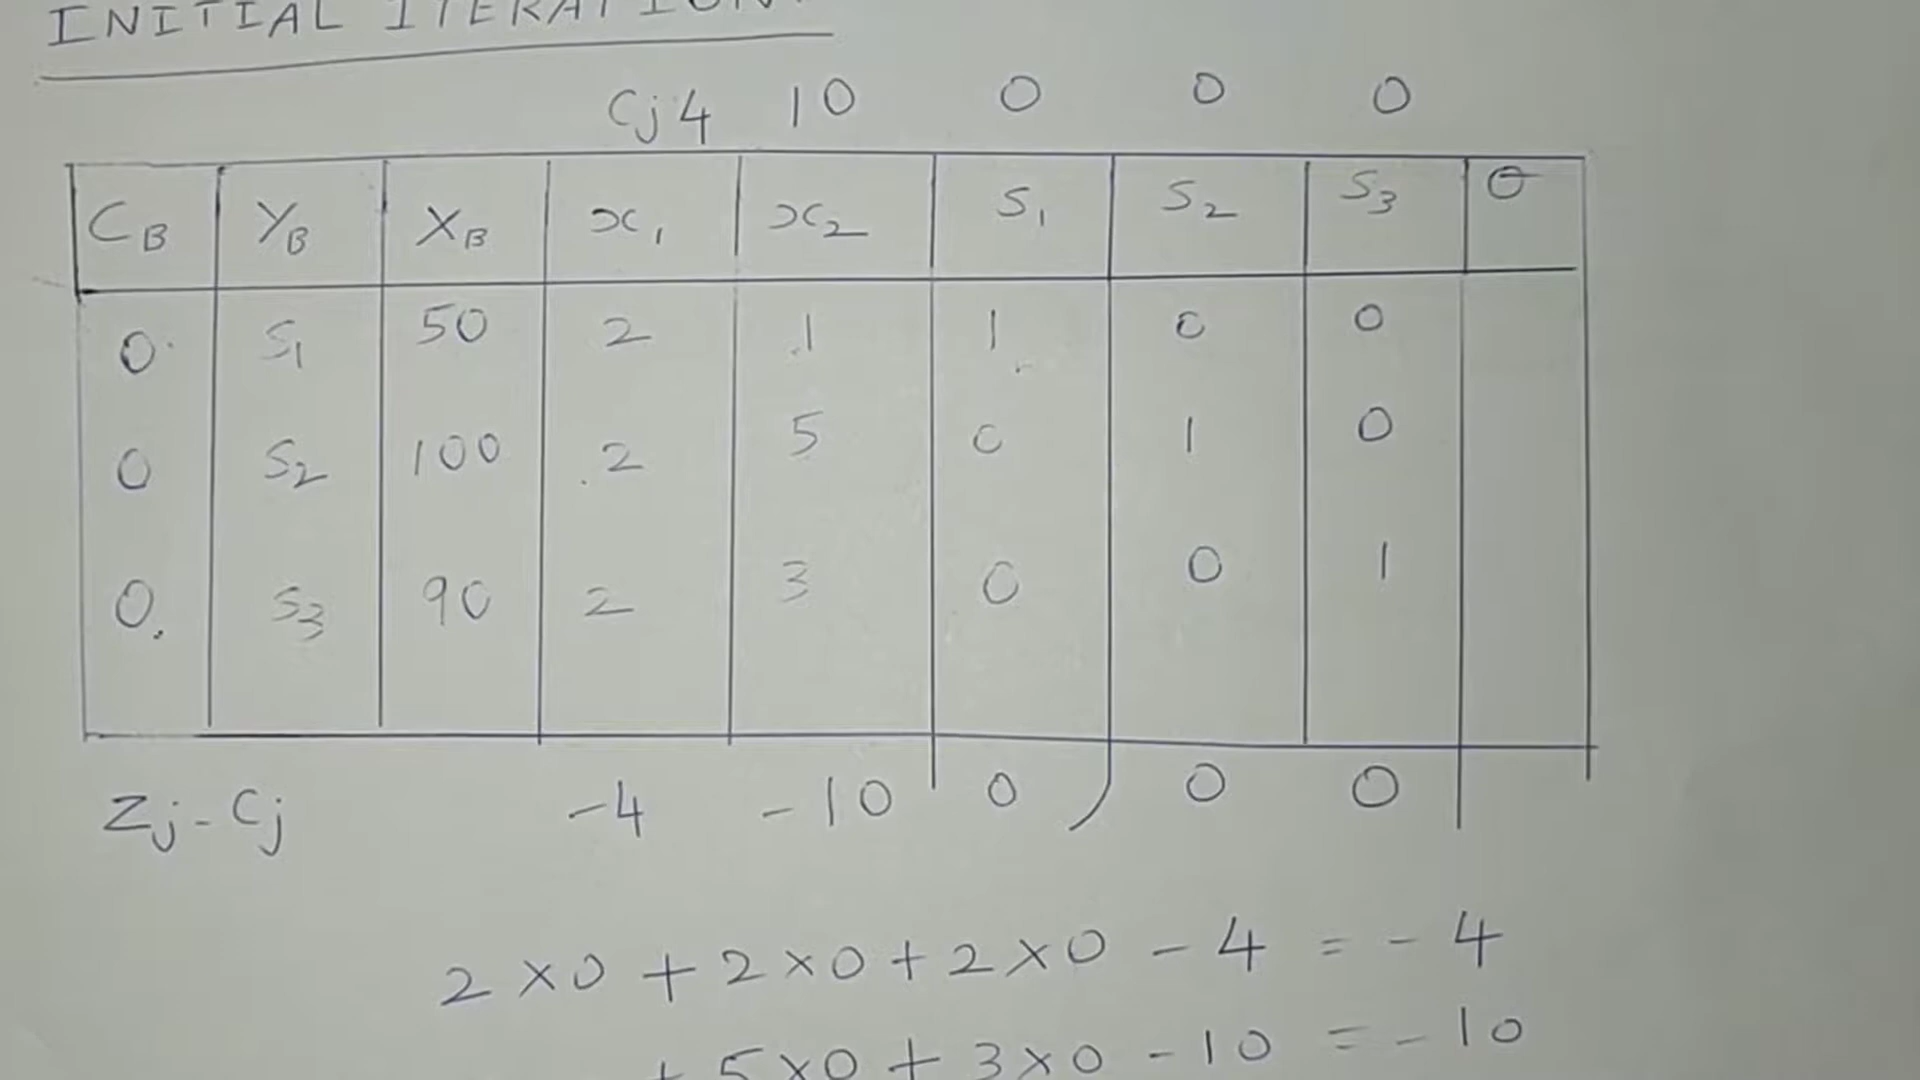 INITIAL ITERATION
Cj 4 10 0 0 0
CB YB XB x1 x2 S1 S2 S3 θ
0 S1 50 2 1 1 0 0
0 S2 100 2 5 0 1 0
0 S3 90 2 3 0 0 1
Zj - Cj -4 -10 0 0 0
2 × 0 + 2 × 0 + 2 × 0 - 4 = - 4
+ 5 × 0 + 3 × 0 - 10 = - 10